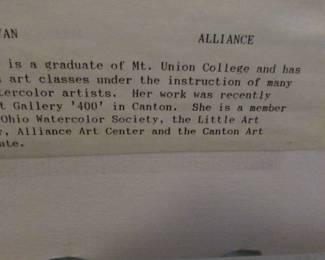 YAN ALLIANCE
is a graduate of Mt. Union College and has
art classes under the instruction of many
tercolor artists. Her work was recently
t Gallery '400' in Canton. She is a member
Ohio Watercolor Society, the Little Art
, Alliance Art Center and the Canton Art
ute.